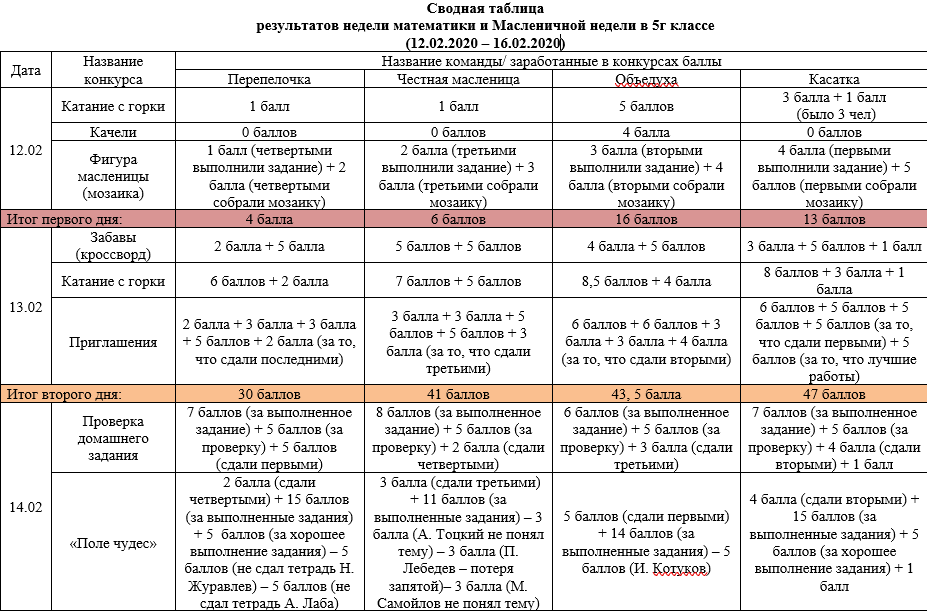 Сводная таблица
результатов недели математики и Масленичной недели в 5г классе
(12.02.2020 – 16.02.2020)
Дата
Название
конкурса
Название команды/ заработанные в конкурсах баллы
Перепелочка
Честная масленица
Объедуха
Касатка
12.02
Катание с горки
1 балл
1 балл
5 баллов
3 балла + 1 балл
(было 3 чел)
Качели
0 баллов
0 баллов
4 балла
0 баллов
Фигура
масленицы
(мозаика)
1 балл (четвертыми
выполнили задание) + 2
балла (четвертыми
собрали мозаику)
2 балла (третьими
выполнили задание) + 3
балла (третьими собрали
мозаику)
3 балла (вторыми
выполнили задание) + 4
балла (вторыми собрали
мозаику)
4 балла (первыми
выполнили задание) + 5
баллов (первыми собрали
мозаику)
Итог первого дня:
4 балла
6 баллов
16 баллов
13 баллов
13.02
Забавы
(кроссворд)
2 балла + 5 балла
5 баллов + 5 баллов
4 балла + 5 баллов
3 балла + 5 баллов + 1 балл
Катание с горки
6 баллов + 2 балла
7 баллов + 5 баллов
8,5 баллов + 4 балла
8 баллов + 3 балла + 1
балла
Приглашения
2 балла + 3 балла + 3 балла
+ 5 баллов + 2 балла (за то,
что сдали последними)
3 балла + 3 балла + 5
баллов + 5 баллов + 3
балла (за то, что сдали
третьими)
6 баллов + 6 баллов + 3
балла + 3 балла + 4 балла
(за то, что сдали вторыми)
6 баллов + 5 баллов + 5
баллов + 5 баллов (за то,
что сдали первыми) + 5
баллов (за то, что лучшие
работы)
Итог второго дня:
30 баллов
41 баллов
43, 5 балла
47 баллов
14.02
Проверка
домашнего
задания
7 баллов (за выполненное
задание) + 5 баллов (за
проверку) + 5 баллов
(сдали первыми)
8 баллов (за выполненное
задание) + 5 баллов (за
проверку) + 2 балла (сдали
четвертыми)
6 баллов (за выполненное
задание) + 5 баллов (за
проверку) + 3 балла (сдали
третьими)
7 баллов (за выполненное
задание) + 5 баллов (за
проверку) + 4 балла (сдали
вторыми) + 1 балл
«Поле чудес»
2 балла (сдали
четвертыми) + 15 баллов
(за выполненные задания)
+ 5 баллов (за хорошее
выполнение задания) – 5
баллов (не сдал тетрадь Н.
Журавлев) – 5 баллов (не
сдал тетрадь А. Лаба)
3 балла (сдали третьими)
+ 11 баллов (за
выполненные задания) – 3
балла (А. Тоцкий не понял
тему) – 3 балла (П.
Лебедев – потеря
запятой)– 3 балла (М.
Самойлов не понял тему)
5 баллов (сдали первыми)
+ 14 баллов (за
выполненные задания) – 5
баллов (И. Котуков)
4 балла (сдали вторыми) +
15 баллов (за
выполненные задания) + 5
баллов (за хорошее
выполнение задания) + 1
балл